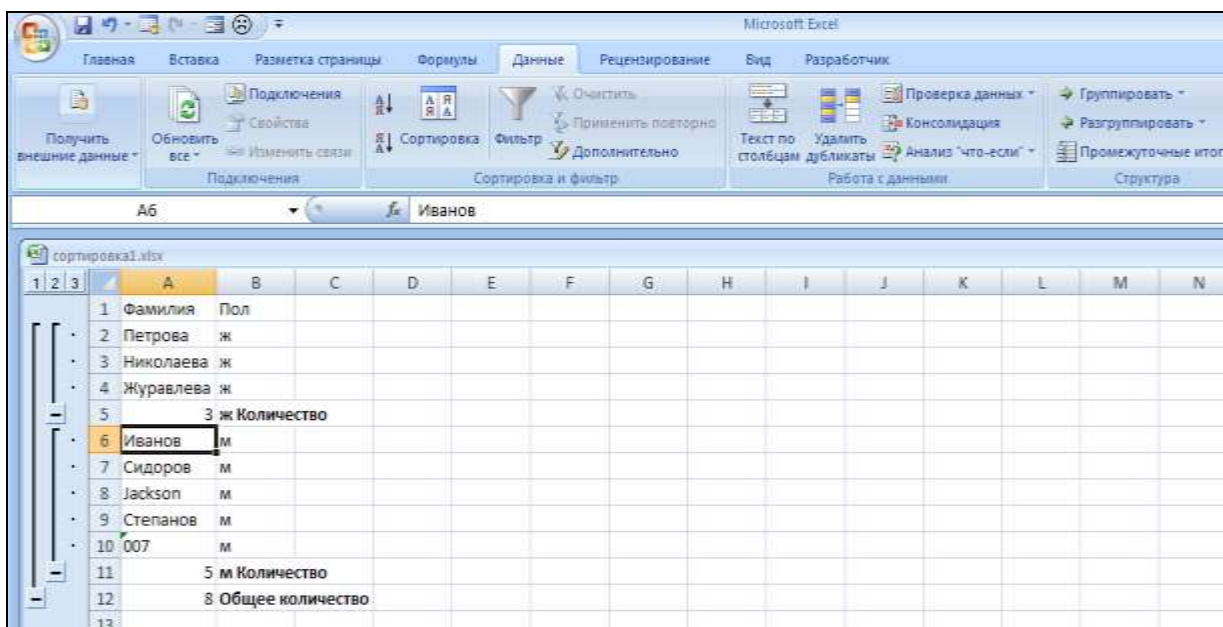 Microsoft Excel
Главная Вставка Разметка страницы Формулы Данные Рецензирование Вид Разработчик
Получить внешние данные
Обновить все
Подключения
Свойства
Изменить связи
Подключения
Сортировка
Фильтр
Очистить
Применить повторно
Дополнительно
Сортировка и фильтр
Текст по столбцам
Удалить дубликаты
Проверка данных
Консолидация
Анализ "что-если"
Работа с данными
Группировать
Разгруппировать
Промежуточные итог
Структура
A6 fx Иванов
сортировка1.xlsx
1 2 3 A B C D E F G H I J K L M N
1 Фамилия Пол
2 Петрова ж
3 Николаева ж
4 Журавлева ж
5 3 ж Количество
6 Иванов м
7 Сидоров м
8 Jackson м
9 Степанов м
10 007 м
11 5 м Количество
12 8 Общее количество
13